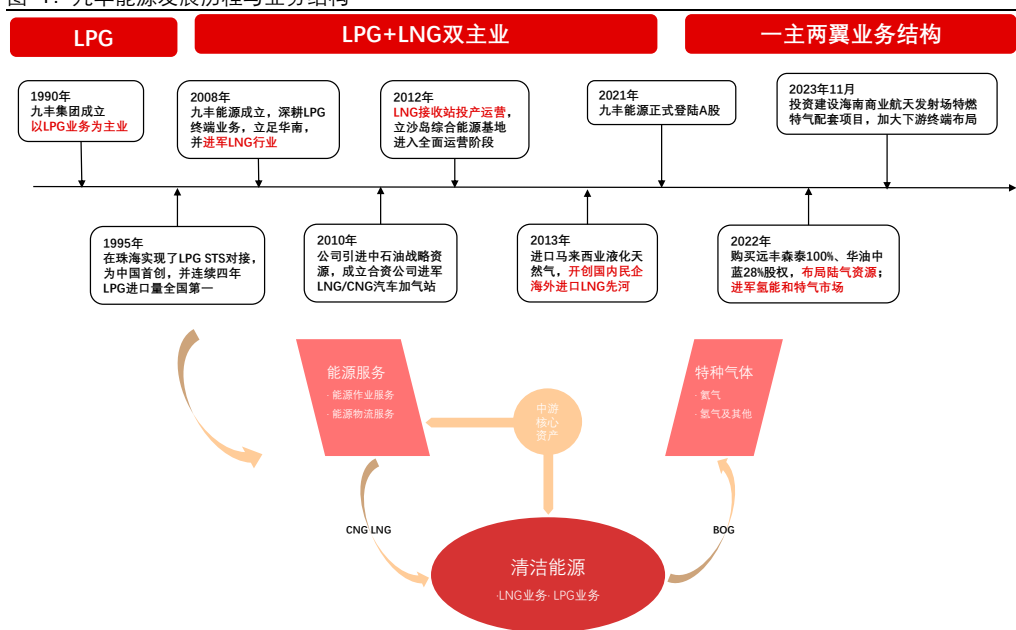 图 1：九丰能源发展历程与业务结构
LPG
LPG+LNG双主业
一主两翼业务结构
1990年
九丰集团成立
以LPG业务为主业
2008年
九丰能源成立，深耕LPG
终端业务，立足华南，
并进军LNG行业
2012年
LNG接收站投产运营，
立沙岛综合能源基地
进入全面运营阶段
2021年
九丰能源正式登陆A股
2023年11月
投资建设海南商业航天发射场特燃
特气配套项目，加大下游终端布局
1995年
在珠海实现了LPG STS对接，
为中国首创，并连续四年
LPG进口量全国第一
2010年
公司引进中石油战略资
源，成立合资公司进军
LNG/CNG汽车加气站
2013年
进口马来西亚液化天
然气，开创国内民企
海外进口LNG先河
2022年
购买远丰森泰100%、华油中
蓝28%股权，布局陆气资源；
进军氢能和特气市场
能源服务
· 能源作业服务
· 能源物流服务
中游
核心
资产
特种气体
· 氦气
· 氢气及其他
CNG LNG
BOG
清洁能源
·LNG业务· LPG业务